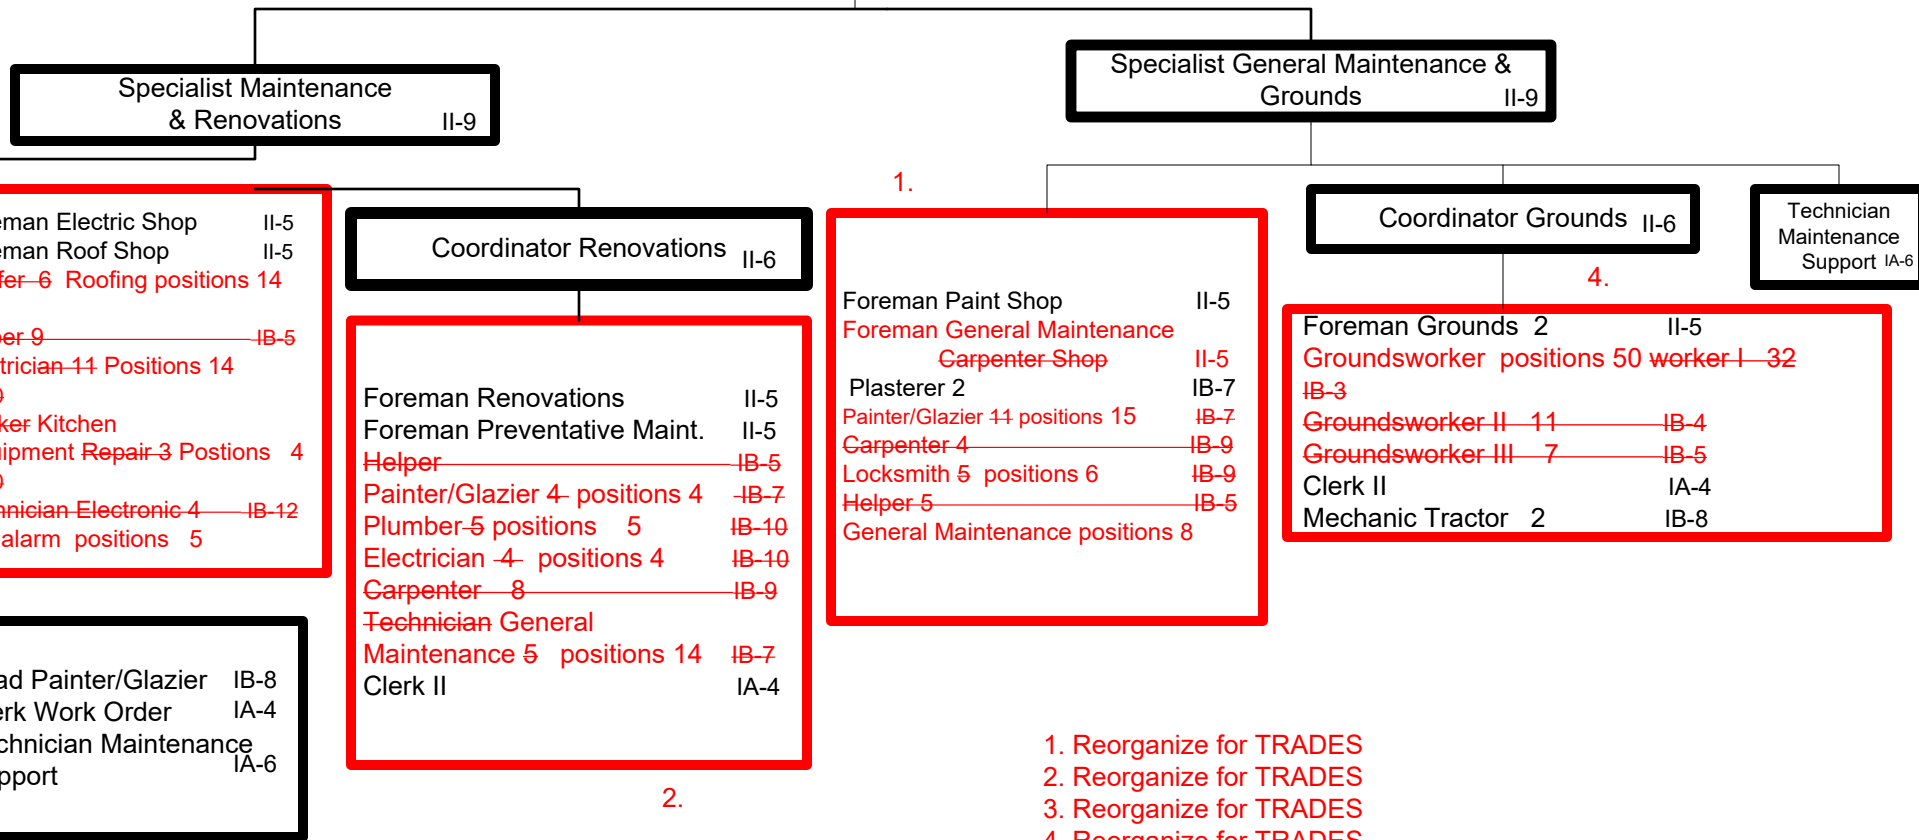 Specialist Maintenance
& Renovations II-9
Specialist General Maintenance &
Grounds II-9
eman Electric Shop II-5
eman Roof Shop II-5
fer 6 Roofing positions 14
er 9 IB-5
trician 11 Positions 14
ker Kitchen
uipment Repair 3 Postions 4
hnician Electronic 4 IB-12
alarm positions 5
ad Painter/Glazier IB-8
erk Work Order IA-4
chnician Maintenance
pport IA-6
Coordinator Renovations II-6
Foreman Renovations II-5
Foreman Preventative Maint. II-5
Helper IB-5
Painter/Glazier 4 positions 4 IB-7
Plumber 5 positions 5 IB-10
Electrician 4 positions 4 IB-10
Carpenter 8 IB-9
Technician General
Maintenance 5 positions 14 IB-7
Clerk II IA-4
2.
1.
Foreman Paint Shop II-5
Foreman General Maintenance
Carpenter Shop II-5
Plasterer 2 IB-7
Painter/Glazier 11 positions 15 IB-7
Carpenter 4 IB-9
Locksmith 5 positions 6 IB-9
Helper 5 IB-5
General Maintenance positions 8
Coordinator Grounds II-6
4.
Foreman Grounds 2 II-5
Groundsworker positions 50 worker I 32
IB-3
Groundsworker II 11 IB-4
Groundsworker III 7 IB-5
Clerk II IA-4
Mechanic Tractor 2 IB-8
Technician
Maintenance
Support IA-6
1. Reorganize for TRADES
2. Reorganize for TRADES
3. Reorganize for TRADES
4. Reorganize for TRADES